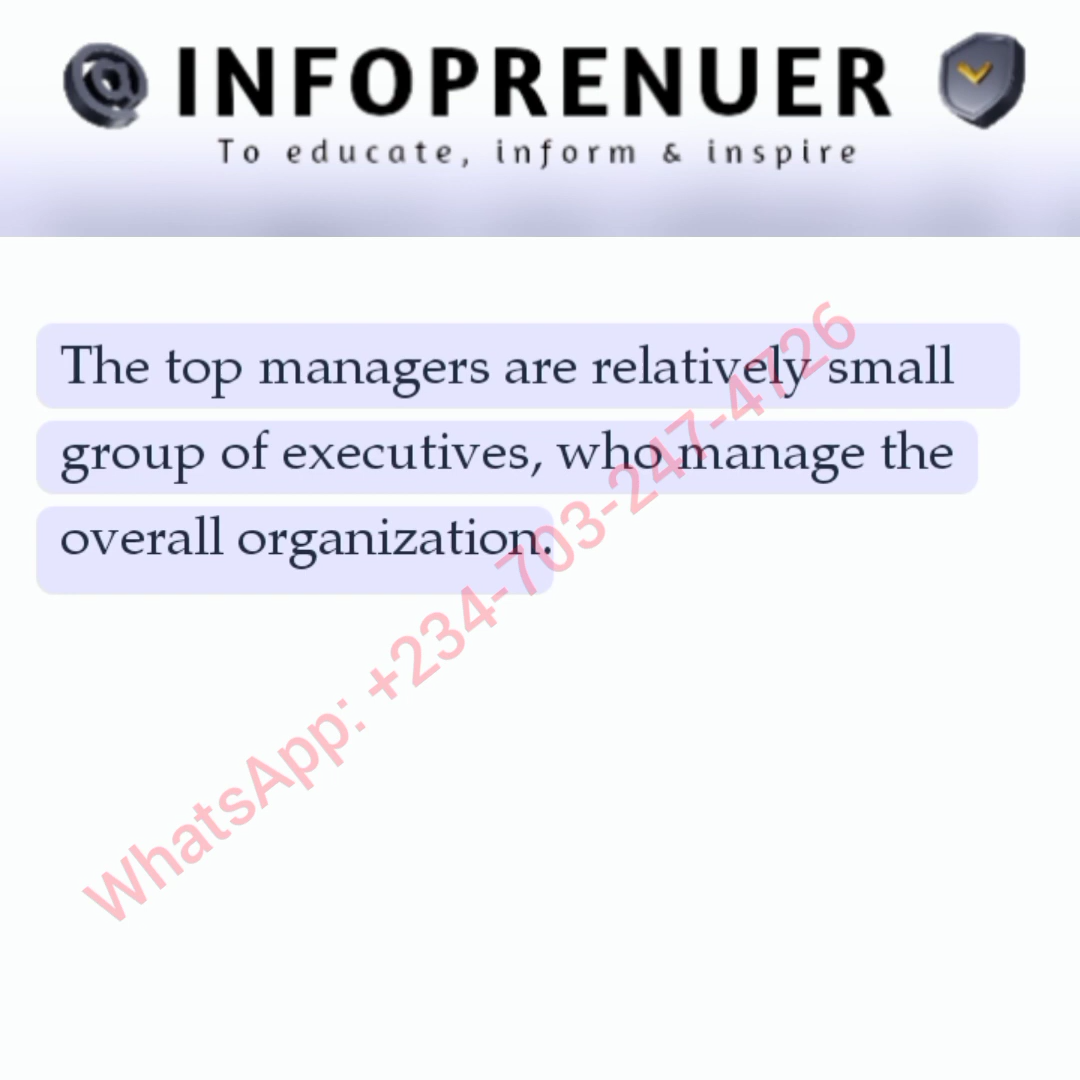 INFOPRENUER
To educate, inform & inspire
The top managers are relatively small
group of executives, who manage the
overall organization.
WhatsApp: +234-703-247-4726